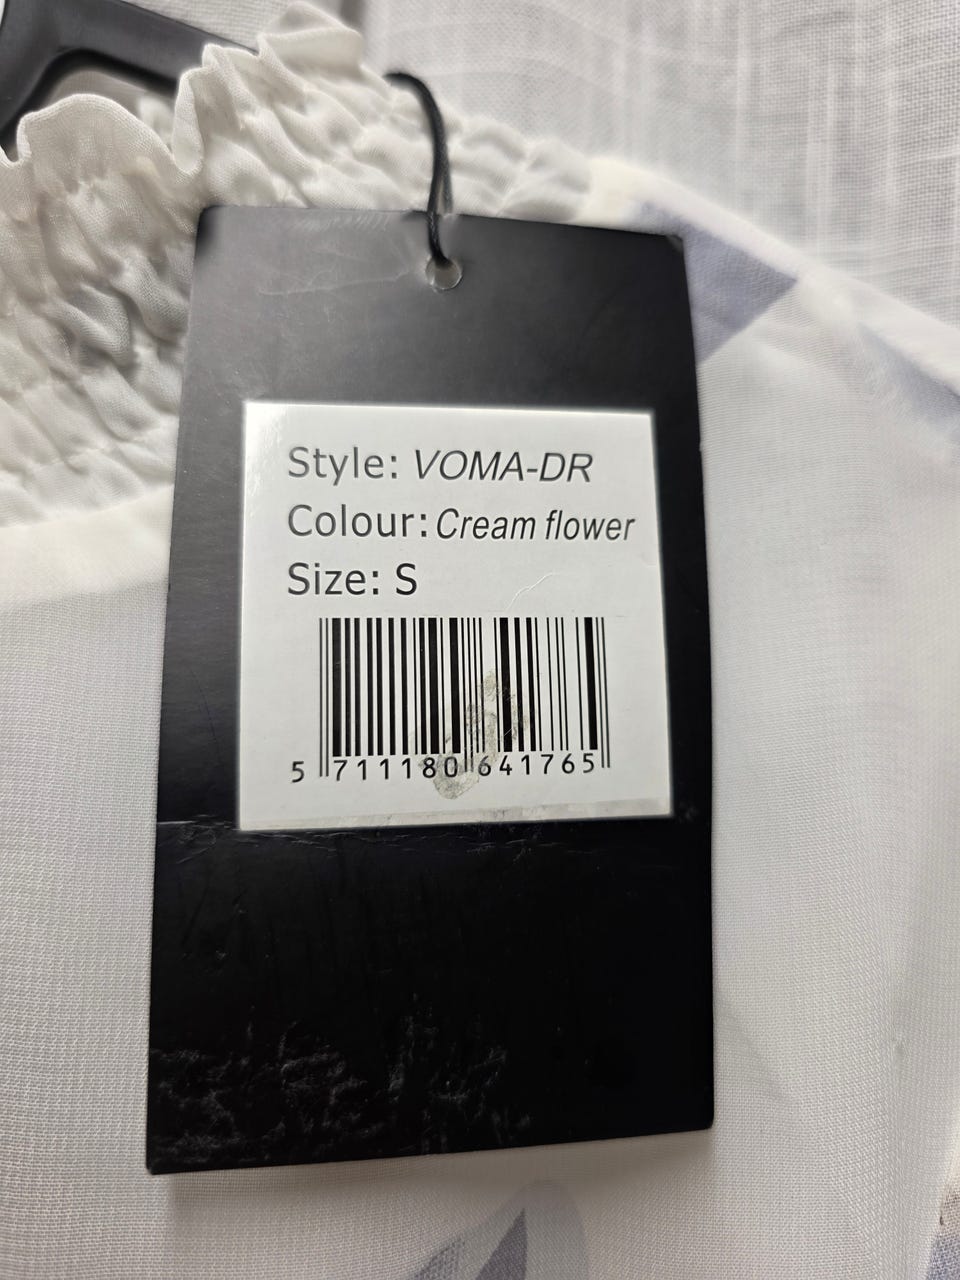 Style: VOMA-DR
Colour: Cream flower
Size: S
5 711180 641765